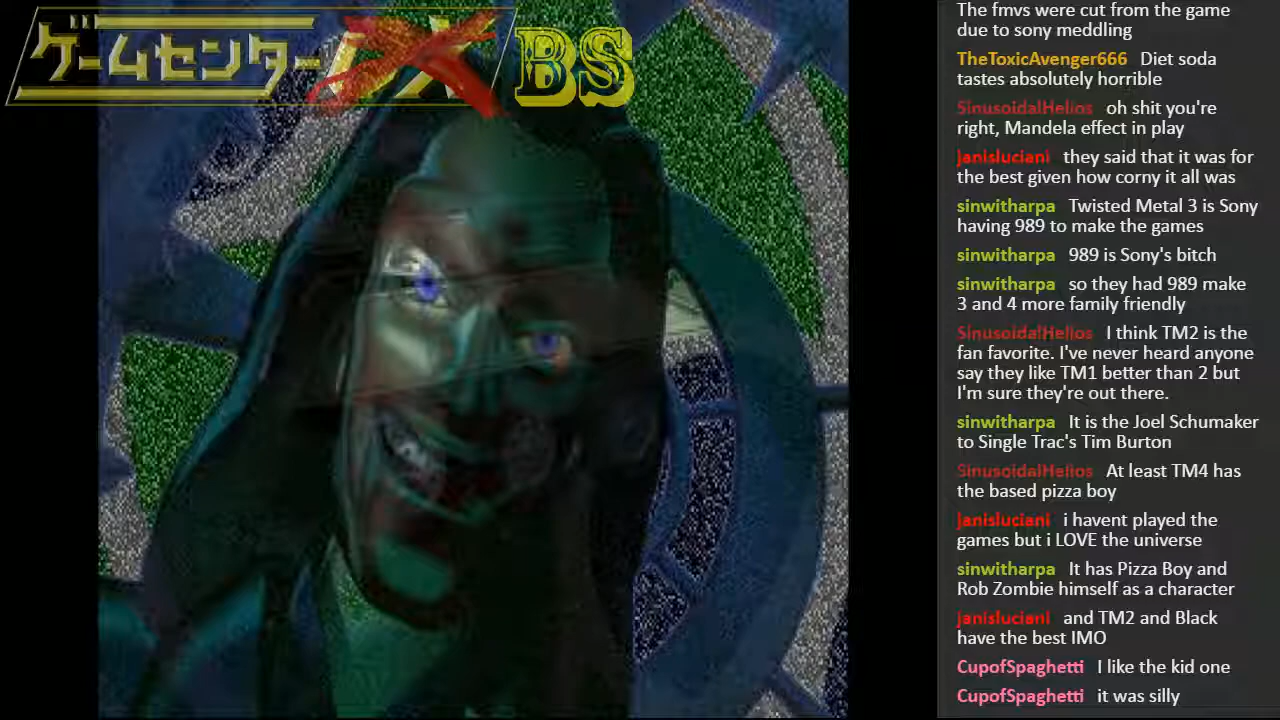 ゲームセンター
BS
The fmvs were cut from the game
due to sony meddling
TheToxicAvenger666 Diet soda
tastes absolutely horrible
SinusoidalHelios oh shit you're
right, Mandela effect in play
janisluciani they said that it was for
the best given how corny it all was
sinwitharpa Twisted Metal 3 is Sony
having 989 to make the games
sinwitharpa 989 is Sony's bitch
sinwitharpa so they had 989 make
3 and 4 more family friendly
SinusoidalHelios I think TM2 is the
fan favorite. I've never heard anyone
say they like TM1 better than 2 but
I'm sure they're out there.
sinwitharpa It is the Joel Schumaker
to Single Trac's Tim Burton
SinusoidalHelios At least TM4 has
the based pizza boy
janisluciani i havent played the
games but i LOVE the universe
sinwitharpa It has Pizza Boy and
Rob Zombie himself as a character
janisluciani and TM2 and Black
have the best IMO
CupofSpaghetti I like the kid one
CupofSpaghetti it was silly